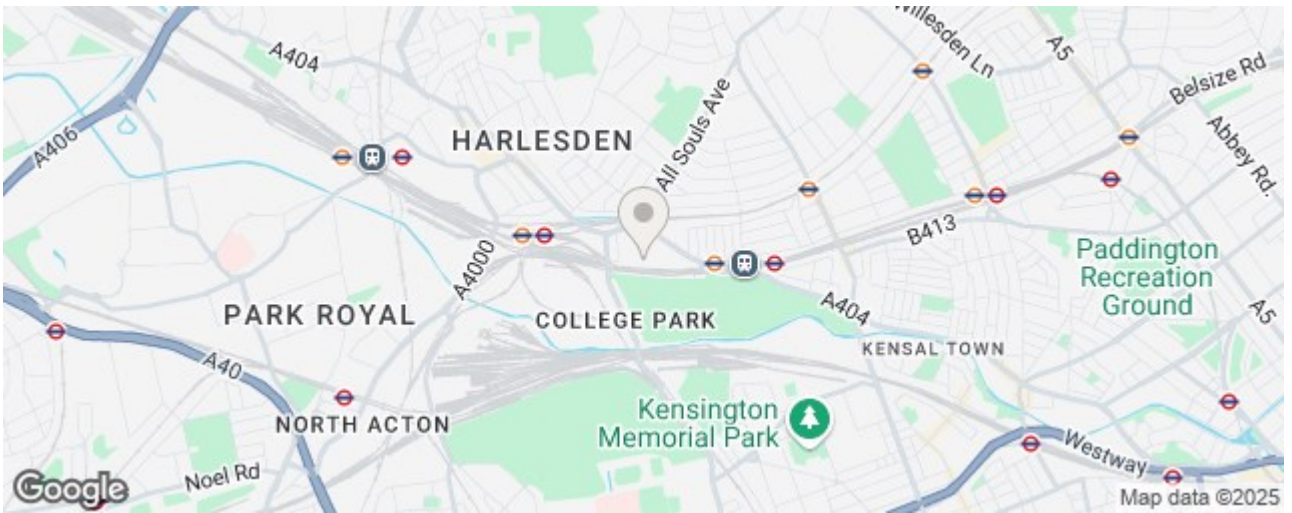 A404
Willesden Ln
A5
Belsize Rd
A406
HARLESDEN
All Souls Ave
Abbey Rd.
A4000
B413
Paddington
Recreation
Ground
PARK ROYAL
COLLEGE PARK
A404
A5
KENSAL TOWN
A40
NORTH ACTON
Kensington
Memorial Park
Westway
Noel Rd
Google
Map data ©2025